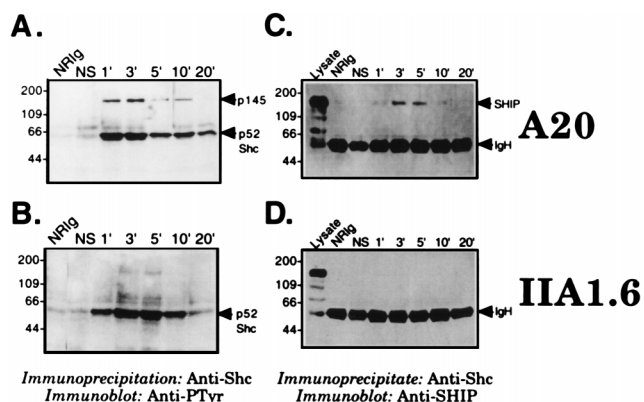 A.
NRIg NS 1' 3' 5' 10' 20'
200
109
66
44
p145
p52
Shc
C.
Lysate NRIg NS 1' 3' 5' 10' 20'
200
109
66
44
SHIP
IgH
A20
B.
NRIg NS 1' 3' 5' 10' 20'
200
109
66
44
p52
Shc
D.
Lysate NRIg NS 1' 3' 5' 10' 20'
200
109
66
44
IgH
IIA1.6
Immunoprecipitation: Anti-Shc
Immunoblot: Anti-PTyr
Immunoprecipitate: Anti-Shc
Immunoblot: Anti-SHIP